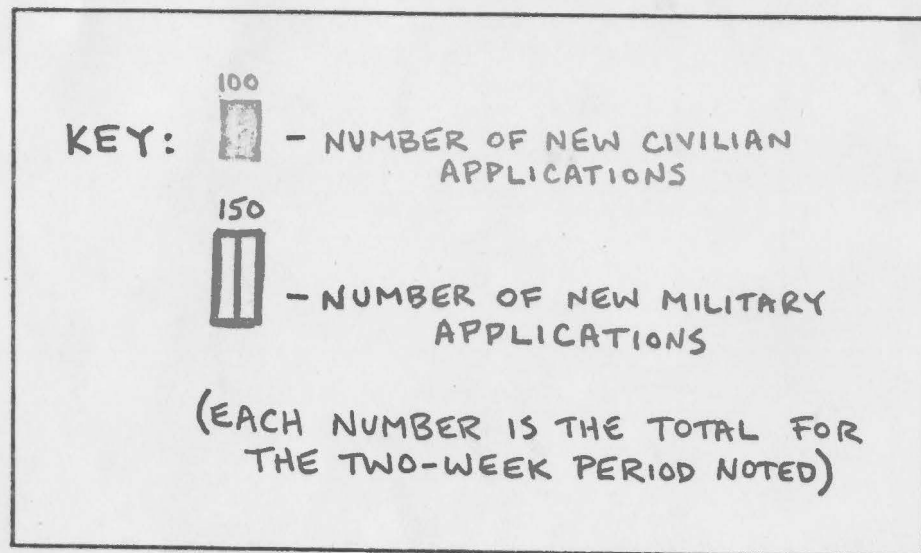 100
KEY: - NUMBER OF NEW CIVILIAN
APPLICATIONS
150
- NUMBER OF NEW MILITARY
APPLICATIONS
(EACH NUMBER IS THE TOTAL FOR
THE TWO-WEEK PERIOD NOTED)